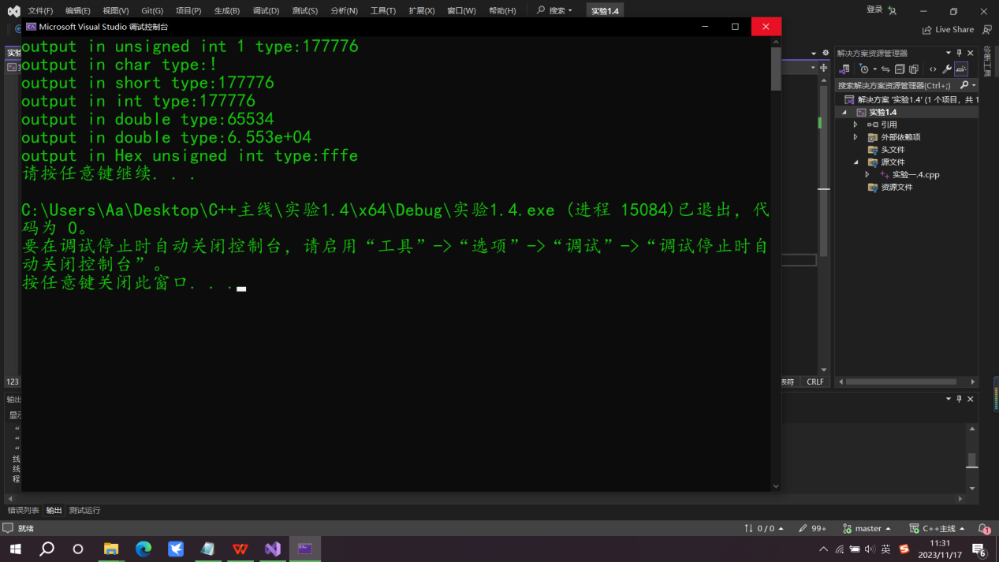 文件(F) 编辑(E) 视图(V) Git(G) 项目(P) 生成(B) 调试(D) 测试(S) 分析(N) 工具(T) 扩展(X) 窗口(W) 帮助(H) 搜索 实验1.4 登录
Live Share
Microsoft Visual Studio 调试控制台
output in unsigned int 1 type:177776
output in char type:!
output in short type:177776
output in int type:177776
output in double type:65534
output in double type:6.553e+04
output in Hex unsigned int type:fffe
请按任意键继续. . .
C:\Users\Aa\Desktop\C++主线\实验1.4\x64\Debug\实验1.4.exe (进程 15084)已退出，代
码为 0。
要在调试停止时自动关闭控制台，请启用“工具”->“选项”->“调试”->“调试停止时自
动关闭控制台”。
按任意键关闭此窗口. . .
解决方案资源管理器
搜索解决方案资源管理器(Ctrl+;)
解决方案 '实验1.4' (1 个项目，共 1
实验1.4
引用
外部依赖项
头文件
源文件
实验一.4.cpp
资源文件
123
表符 CRLF
线
线
程
错误列表 输出 测试运行
就绪 0 / 0 99+ master C++主线 1
英 11:31
2023/11/17 6